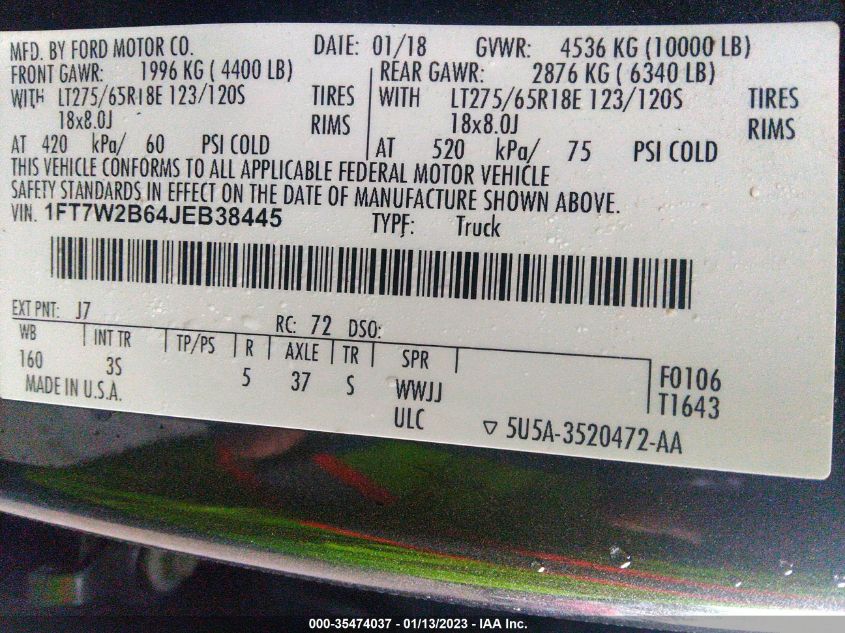 MFD. BY FORD MOTOR CO. DATE: 01/18 GVWR: 4536 KG (10000 LB)
FRONT GAWR: 1996 KG ( 4400 LB) REAR GAWR: 2876 KG ( 6340 LB)
WITH LT275/65R18E 123/120S TIRES WITH LT275/65R18E 123/120S TIRES
18x8.0J RIMS 18x8.0J RIMS
AT 420 kPa/ 60 PSI COLD AT 520 kPa/ 75 PSI COLD
THIS VEHICLE CONFORMS TO ALL APPLICABLE FEDERAL MOTOR VEHICLE
SAFETY STANDARDS IN EFFECT ON THE DATE OF MANUFACTURE SHOWN ABOVE.
VIN. 1FT7W2B64JEB38445 TYPE: Truck
EXT PNT: J7 RC: 72 DSO:
WB INT TR TP/PS R AXLE TR SPR
160 3S 5 37 S WWJJ F0106
MADE IN U.S.A. ULC T1643
5U5A-3520472-AA
000-35474037 - 01/13/2023 - IAA Inc.